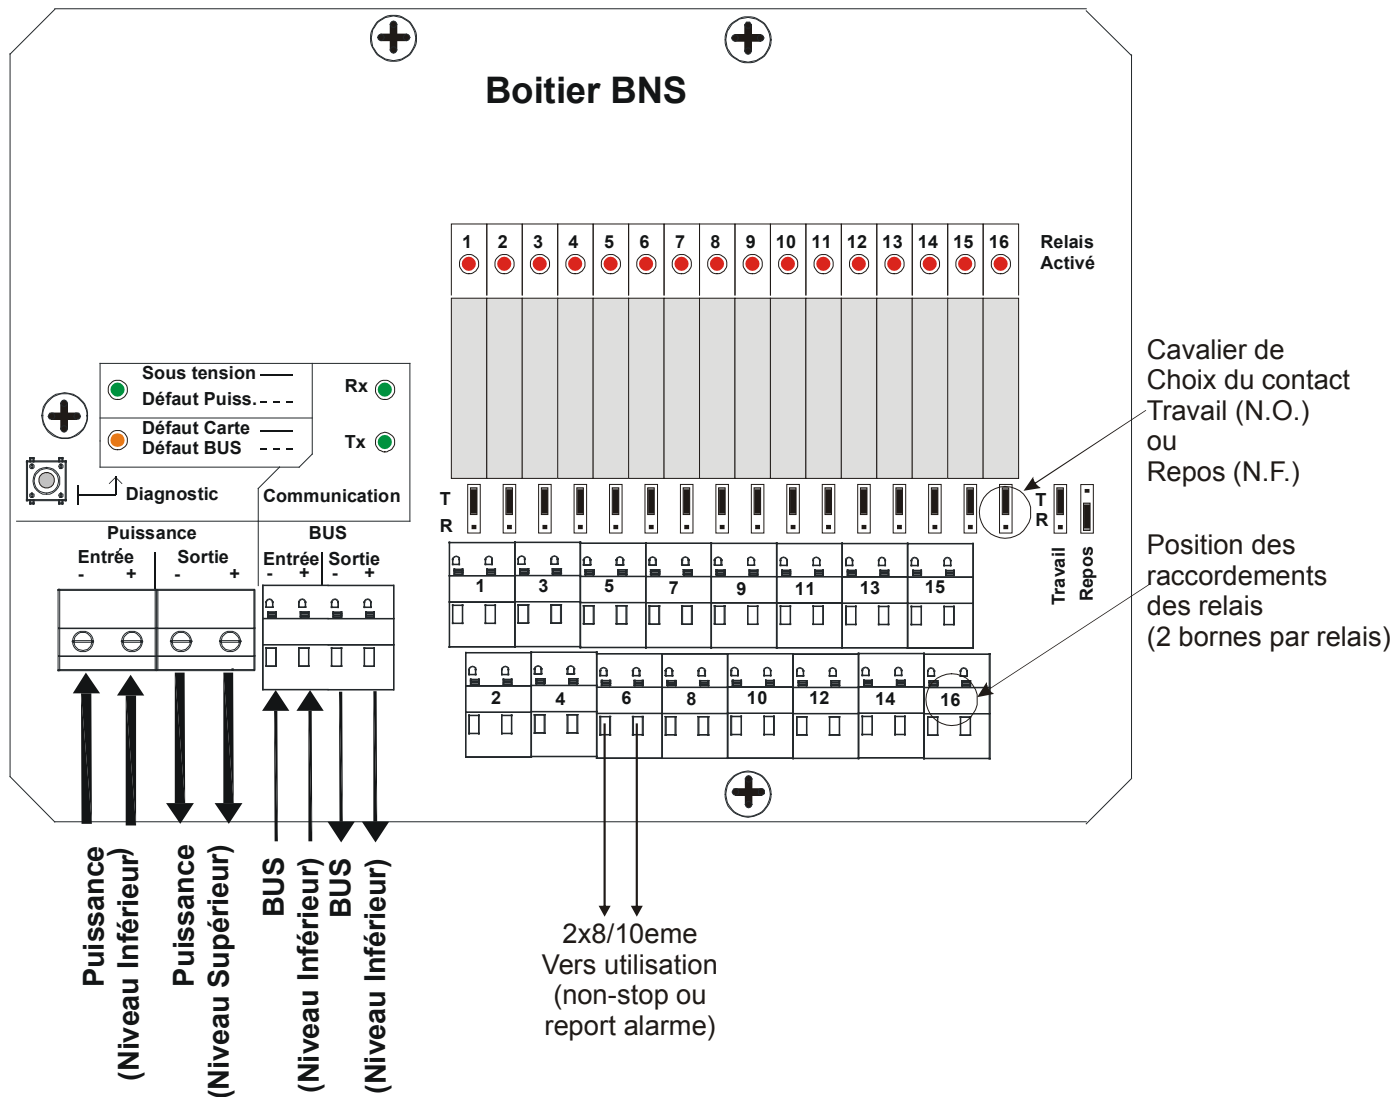 Boitier BNS
1 2 3 4 5 6 7 8 9 10 11 12 13 14 15 16
Relais
Activé
Sous tension
Défaut Puiss.
Défaut Carte
Défaut BUS
Rx
Tx
Diagnostic
Communication
Cavalier de
Choix du contact
Travail (N.O.)
ou
Repos (N.F.)
T
R
T
R
Travail
Repos
Puissance
Entrée Sortie
- + - +
BUS
Entrée Sortie
- + - +
1 3 5 7 9 11 13 15
2 4 6 8 10 12 14 16
Position des
raccordements
des relais
(2 bornes par relais)
Puissance
(Niveau Inférieur)
Puissance
(Niveau Supérieur)
BUS
(Niveau Inférieur)
BUS
(Niveau Inférieur)
2x8/10eme
Vers utilisation
(non-stop ou
report alarme)